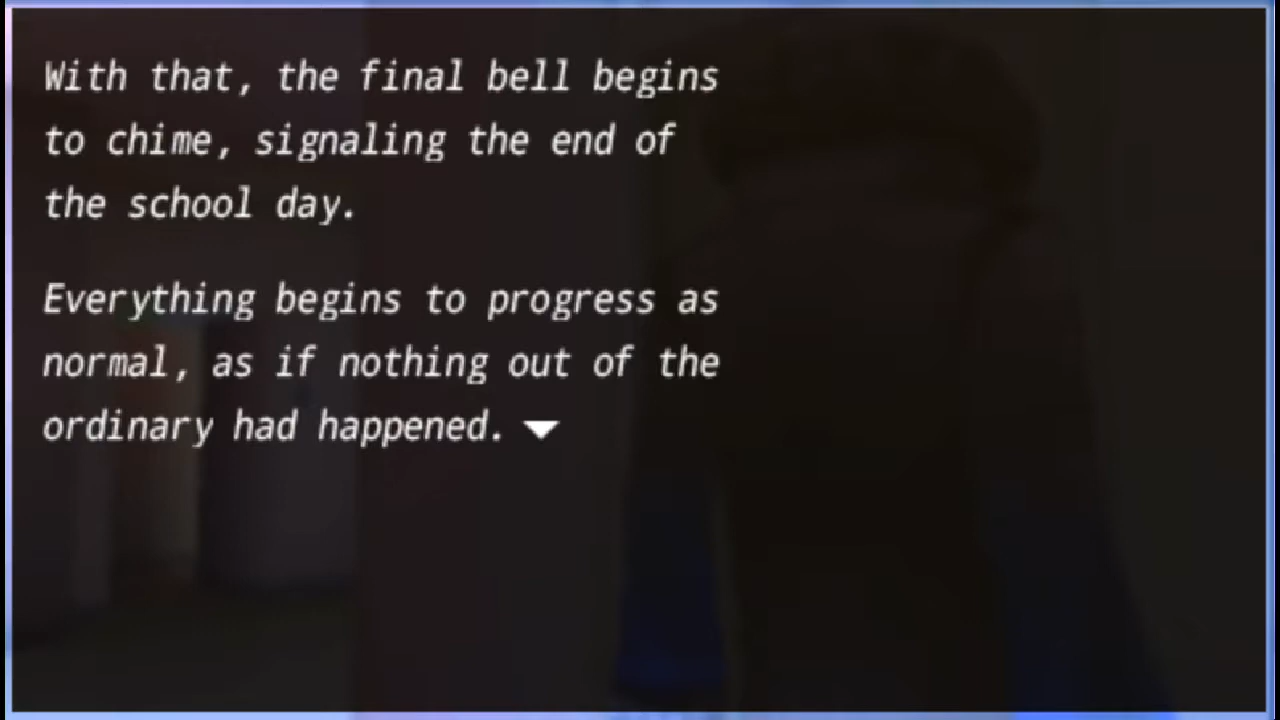 With that, the final bell begins
to chime, signaling the end of
the school day.
Everything begins to progress as
normal, as if nothing out of the
ordinary had happened.